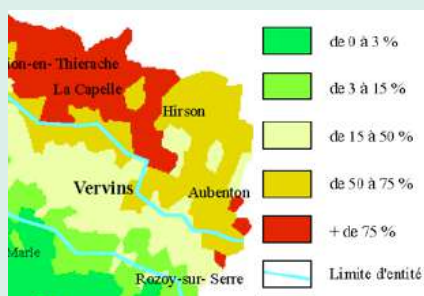 ion-en- Thierache
La Capelle
Hirson
Vervins
Aubenton
Marle
Rozoy-sur- Serre
de 0 à 3 %
de 3 à 15 %
de 15 à 50 %
de 50 à 75 %
+ de 75 %
Limite d'entité